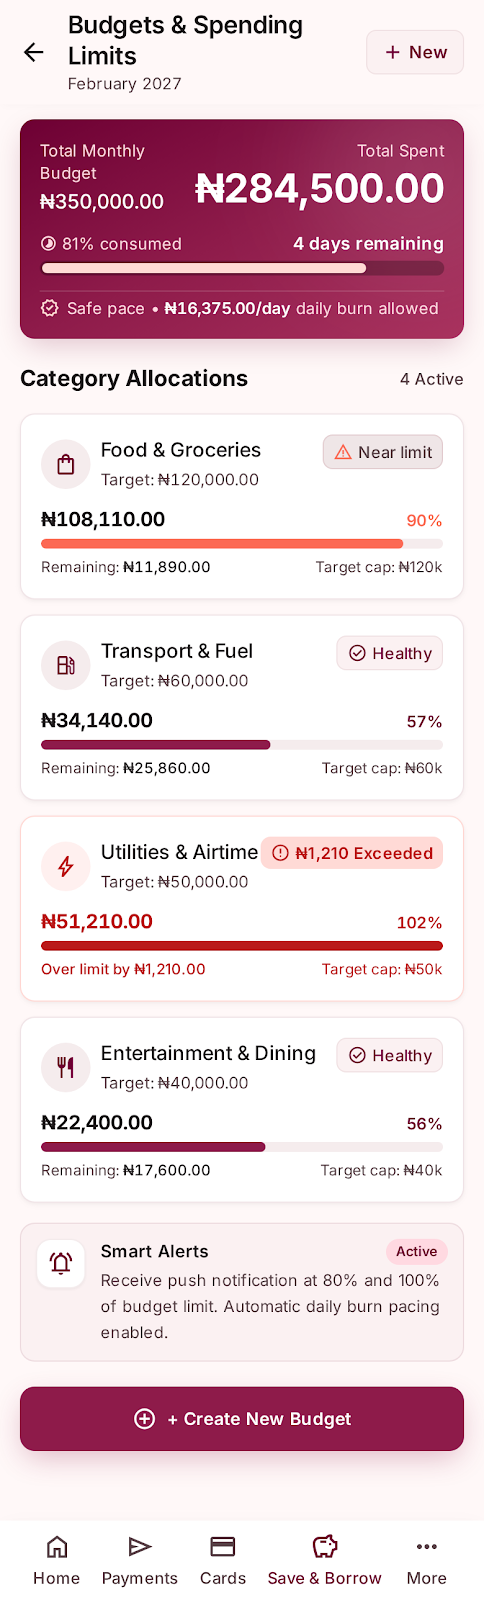 Budgets & Spending
Limits
February 2027
New
Total Monthly
Budget
₦350,000.00
Total Spent
₦284,500.00
81% consumed
4 days remaining
Safe pace • ₦16,375.00/day daily burn allowed
Category Allocations
4 Active
Food & Groceries
Near limit
Target: ₦120,000.00
₦108,110.00
90%
Remaining: ₦11,890.00
Target cap: ₦120k
Transport & Fuel
Healthy
Target: ₦60,000.00
₦34,140.00
57%
Remaining: ₦25,860.00
Target cap: ₦60k
Utilities & Airtime
₦1,210 Exceeded
Target: ₦50,000.00
₦51,210.00
102%
Over limit by ₦1,210.00
Target cap: ₦50k
Entertainment & Dining
Healthy
Target: ₦40,000.00
₦22,400.00
56%
Remaining: ₦17,600.00
Target cap: ₦40k
Smart Alerts
Active
Receive push notification at 80% and 100%
of budget limit. Automatic daily burn pacing
enabled.
+ Create New Budget
Home
Payments
Cards
Save & Borrow
More